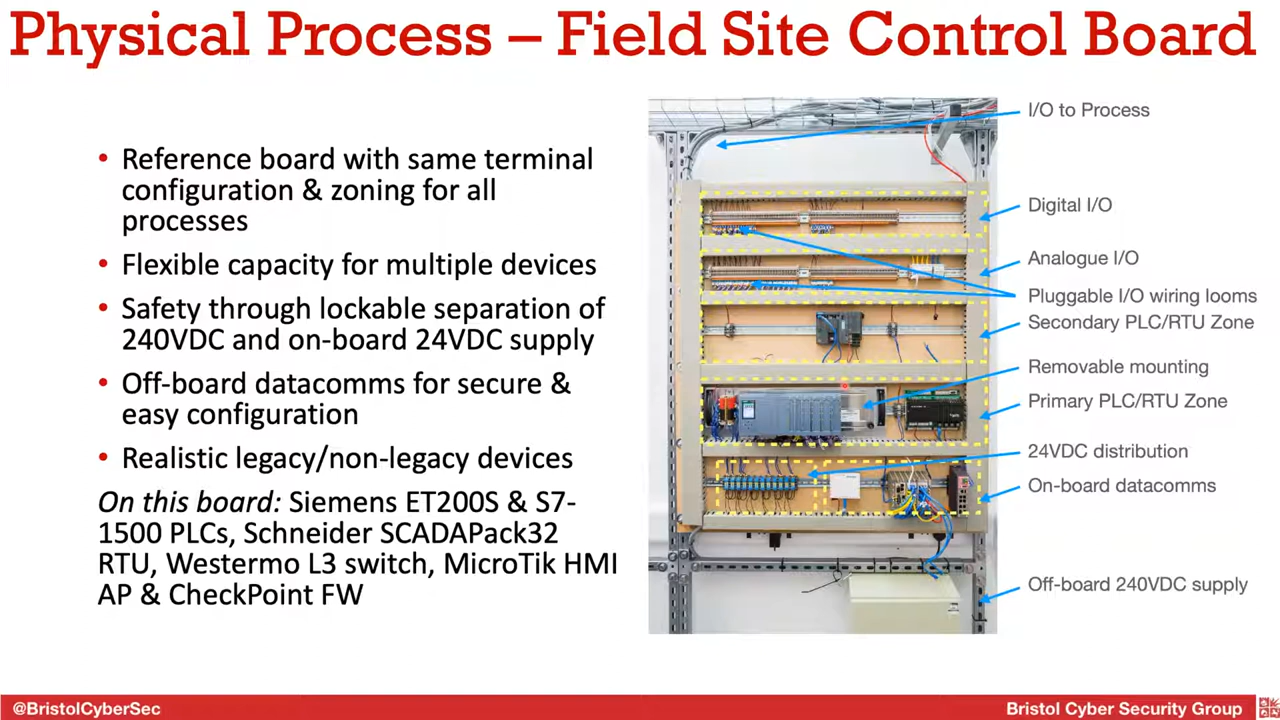 Physical Process – Field Site Control Board
• Reference board with same terminal
configuration & zoning for all
processes
• Flexible capacity for multiple devices
• Safety through lockable separation of
240VDC and on-board 24VDC supply
• Off-board datacomms for secure &
easy configuration
• Realistic legacy/non-legacy devices
On this board: Siemens ET200S & S7-
1500 PLCs, Schneider SCADAPack32
RTU, Westermo L3 switch, MicroTik HMI
AP & CheckPoint FW
I/O to Process
Digital I/O
Analogue I/O
Pluggable I/O wiring looms
Secondary PLC/RTU Zone
Removable mounting
Primary PLC/RTU Zone
24VDC distribution
On-board datacomms
Off-board 240VDC supply
@BristolCyberSec
Bristol Cyber Security Group